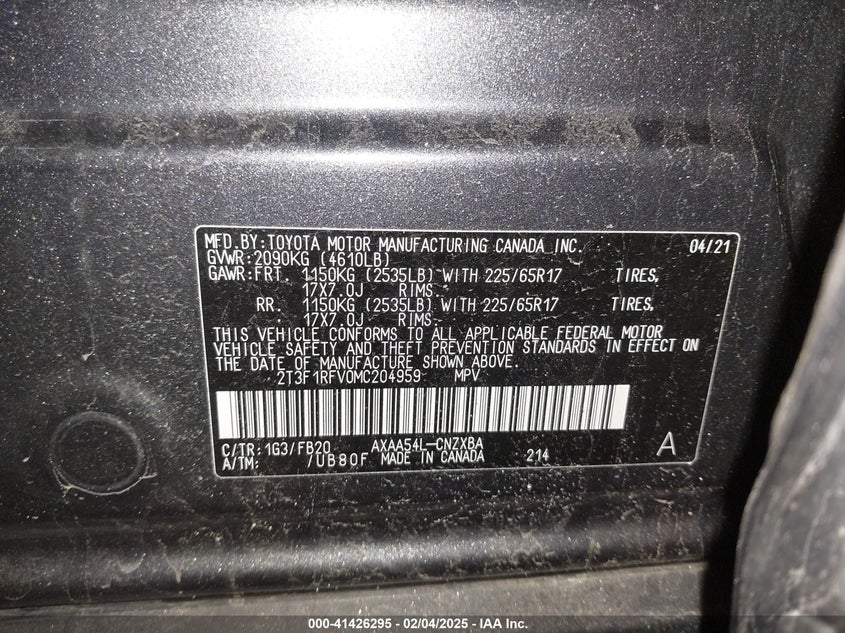 MFD.BY:TOYOTA MOTOR MANUFACTURING CANADA INC. 04/21
GVWR:2090KG (4610LB)
GAWR:FRT. 1150KG (2535LB) WITH 225/65R17 TIRES,
17X7.0J RIMS
RR. 1150KG (2535LB) WITH 225/65R17 TIRES,
17X7.0J RIMS
THIS VEHICLE CONFORMS TO ALL APPLICABLE FEDERAL MOTOR
VEHICLE SAFETY AND THEFT PREVENTION STANDARDS IN EFFECT ON
THE DATE OF MANUFACTURE SHOWN ABOVE.
2T3F1RFV0MC204959 MPV
C/TR:1G3/FB20 AXAA54L-CNZXBA A
A/TM: /UB80F MADE IN CANADA 214
000-41426295 - 02/04/2025 - IAA Inc.